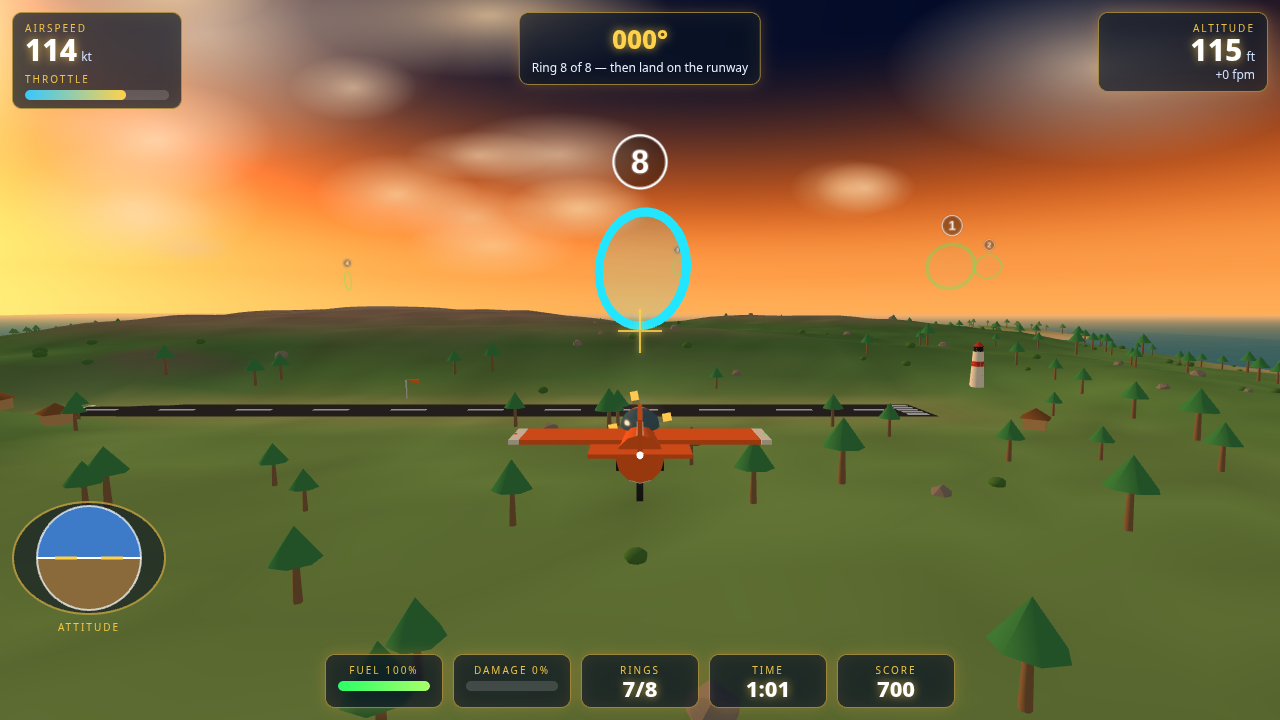 AIRSPEED
114 kt
THROTTLE
000°
Ring 8 of 8 — then land on the runway
ALTITUDE
115 ft
+0 fpm
8
1
2
4
ATTITUDE
FUEL 100%
DAMAGE 0%
RINGS
7/8
TIME
1:01
SCORE
700